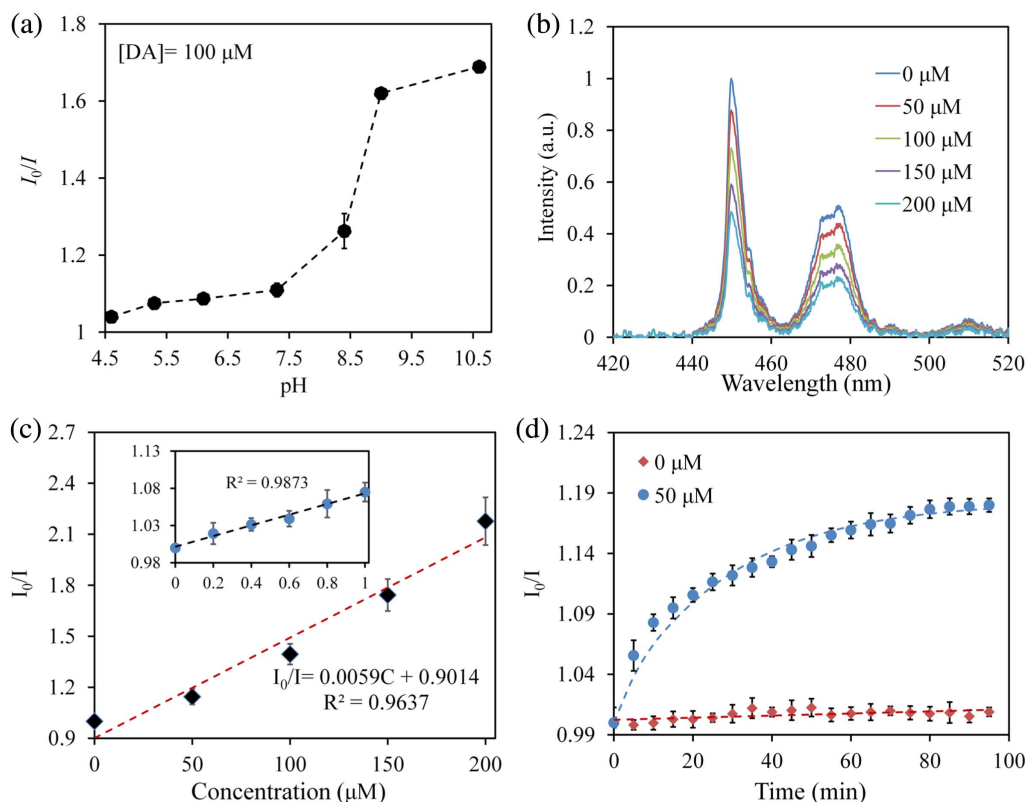 (a)
[DA]= 100 μM
I₀/I
1.8
1.6
1.4
1.2
1
4.5 5.5 6.5 7.5 8.5 9.5 10.5
pH
(b)
Intensity (a.u.)
1.2
1
0.8
0.6
0.4
0.2
0
0 μM
50 μM
100 μM
150 μM
200 μM
420 440 460 480 500 520
Wavelength (nm)
(c)
I₀/I
2.7
2.4
2.1
1.8
1.5
1.2
0.9
1.13
1.08
1.03
0.98
R² = 0.9873
0 0.2 0.4 0.6 0.8 1
I₀/I= 0.0059C + 0.9014
R² = 0.9637
0 50 100 150 200
Concentration (μM)
(d)
I₀/I
1.24
1.19
1.14
1.09
1.04
0.99
0 μM
50 μM
0 20 40 60 80 100
Time (min)